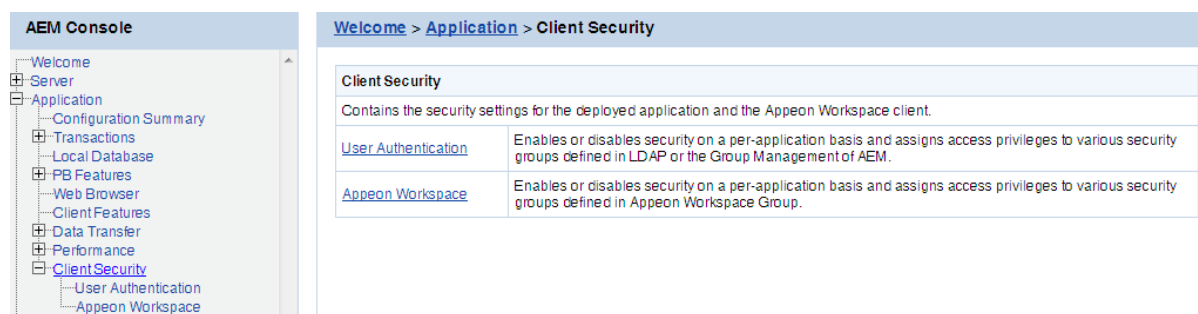 AEM Console
Welcome
Server
Application
Configuration Summary
Transactions
Local Database
PB Features
Web Browser
Client Features
Data Transfer
Performance
Client Security
User Authentication
Appeon Workspace
Welcome > Application > Client Security
Client Security
Contains the security settings for the deployed application and the Appeon Workspace client.
User Authentication
Enables or disables security on a per-application basis and assigns access privileges to various security
groups defined in LDAP or the Group Management of AEM.
Appeon Workspace
Enables or disables security on a per-application basis and assigns access privileges to various security
groups defined in Appeon Workspace Group.